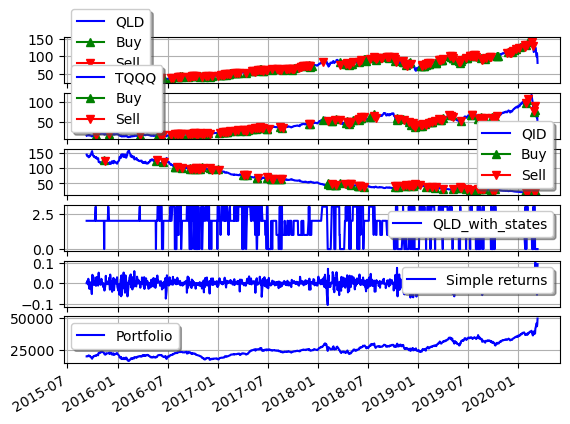 QLD
Buy
Sell
150
100
50
TQQQ
Buy
Sell
100
50
QID
Buy
Sell
150
100
50
QLD_with_states
2.5
0.0
Simple returns
0.1
0.0
−0.1
Portfolio
50000
25000
2015-07
2016-01
2016-07
2017-01
2017-07
2018-01
2018-07
2019-01
2019-07
2020-01